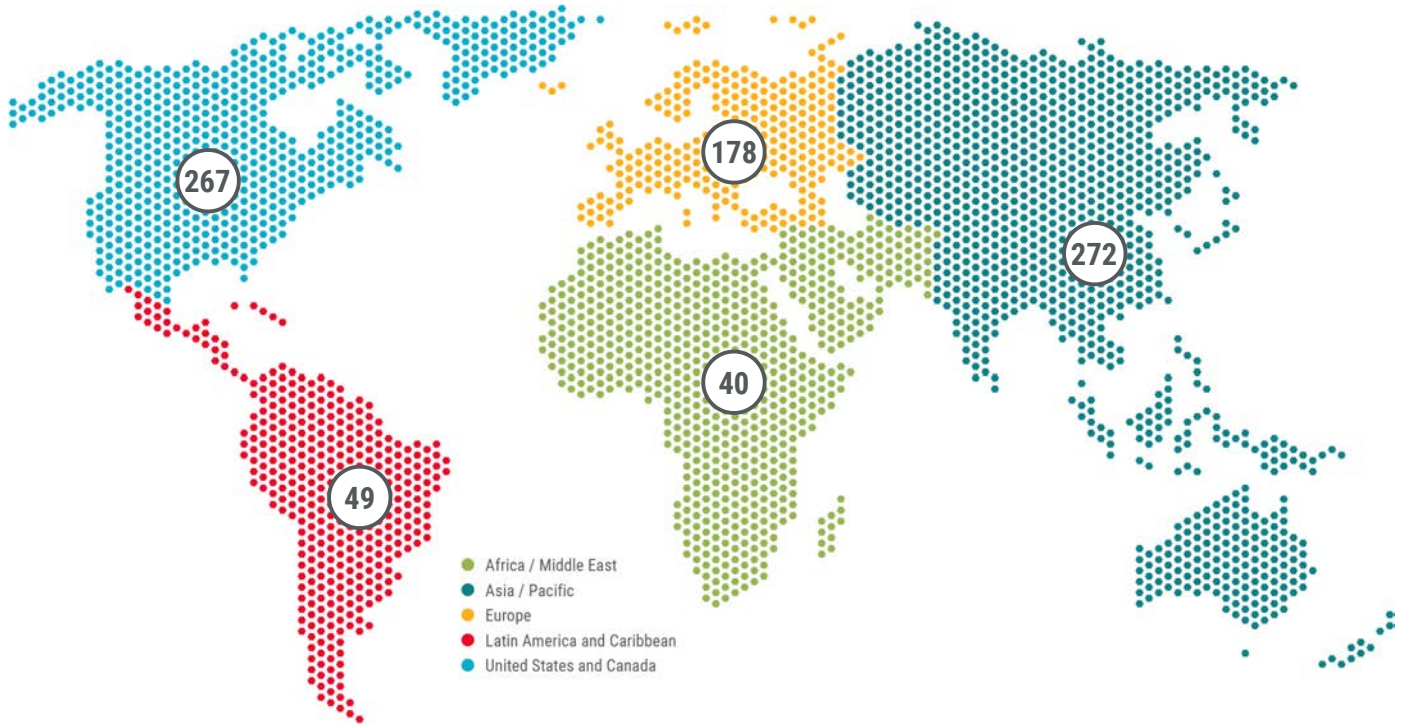 267
178
272
40
49
Africa / Middle East
Asia / Pacific
Europe
Latin America and Caribbean
United States and Canada